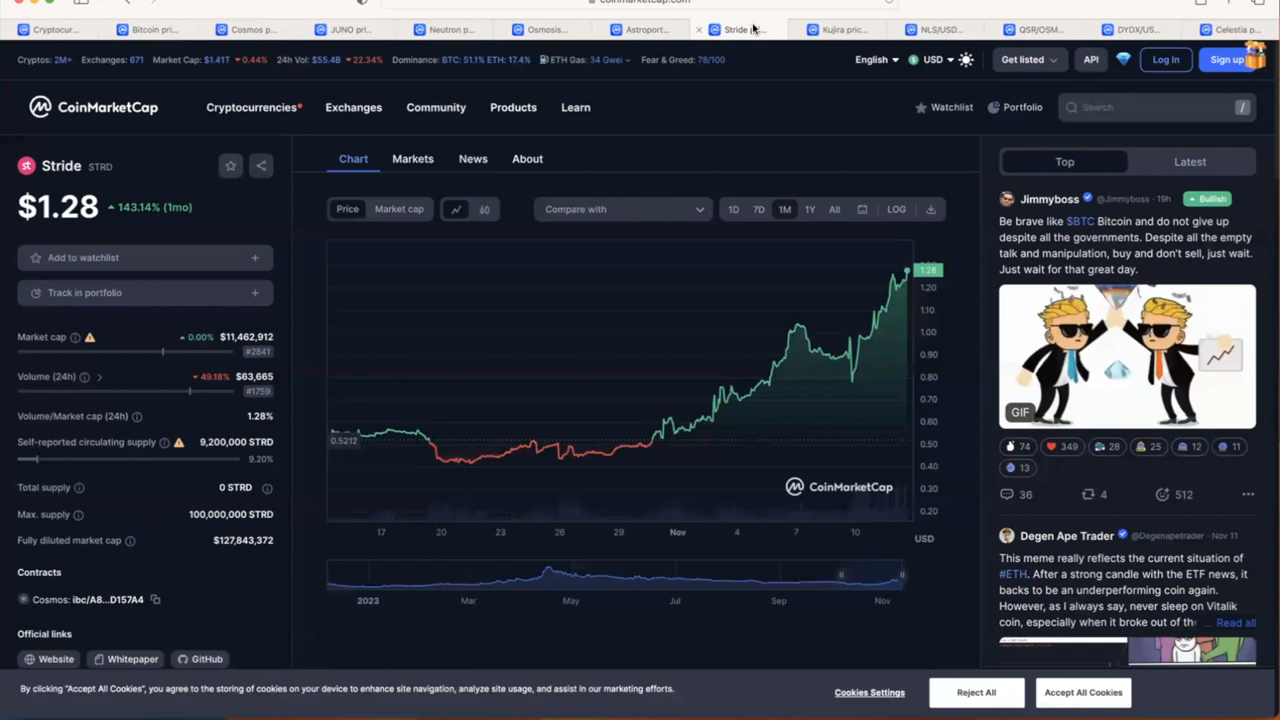 coinmarketcap.com
Cryptocur...
Bitcoin pri...
Cosmos p...
JUNO pri...
Neutron p...
Osmosis...
Astroport...
Stride
Kujira pric...
NLS/USD...
QSR/OSM...
DYDX/US...
Celestia p...
Cryptos: 2M+ Exchanges: 671 Market Cap: $1.41T 0.44% 24h Vol: $55.4B 22.34% Dominance: BTC: 51.1% ETH: 17.4% ETH Gas: 34 Gwei Fear & Greed: 78/100
English USD Get listed API Log In Sign up
CoinMarketCap Cryptocurrencies Exchanges Community Products Learn Watchlist Portfolio Search /
st Stride STRD
$1.28 143.14% (1mo)
Add to watchlist +
Track in portfolio +
Market cap 0.00% $11,462,912
#2841
Volume (24h) 49.18% $63,665
#1759
Volume/Market cap (24h) 1.28%
Self-reported circulating supply 9,200,000 STRD
9.20%
Total supply 0 STRD
Max. supply 100,000,000 STRD
Fully diluted market cap $127,843,372
Contracts
Cosmos: ibc/A8...D157A4
Official links
Website Whitepaper GitHub
Chart Markets News About
Price Market cap Compare with 1D 7D 1M 1Y All LOG
1.28
1.20
1.10
1.00
0.90
0.80
0.70
0.60
0.50
0.40
0.30
0.20
0.5212
CoinMarketCap
17 20 23 26 29 Nov 4 7 10 USD
2023 Mar May Jul Sep Nov
Top Latest
Jimmyboss @Jimmyboss · 19h Bullish
Be brave like $BTC Bitcoin and do not give up
despite all the governments. Despite all the empty
talk and manipulation, buy and don't sell, just wait.
Just wait for that great day.
GIF
74 349 28 25 12 11
13
36 4 512
Degen Ape Trader @Degenapetrader · Nov 11
This meme really reflects the current situation of
#ETH. After a strong candle with the ETF news, it
backs to be an underperforming coin again.
However, as I always say, never sleep on Vitalik
coin, especially when it broke out of the ... Read all
By clicking "Accept All Cookies", you agree to the storing of cookies on your device to enhance site navigation, analyze site usage, and assist in our marketing efforts.
Cookies Settings Reject All Accept All Cookies